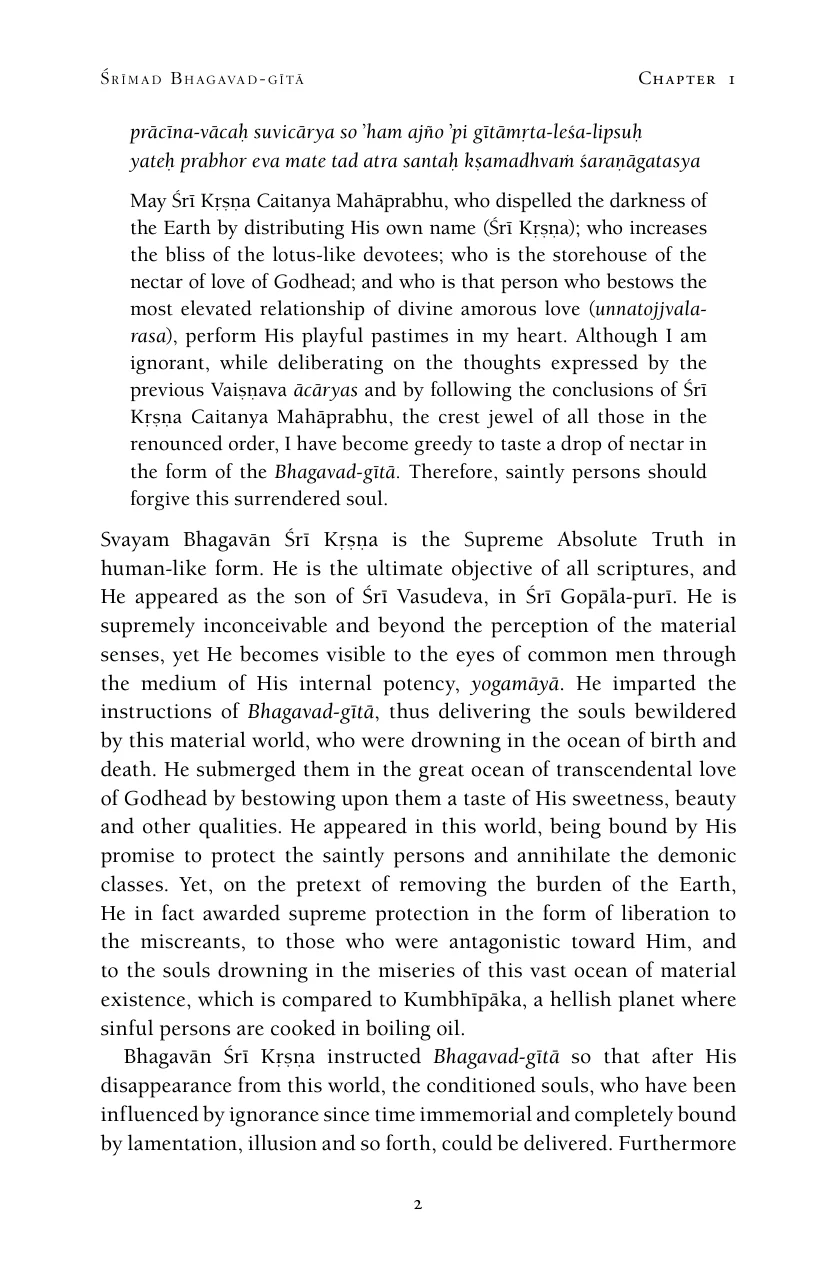 Śrīmad Bhagavad-gītā Chapter 1
prācīna-vācaḥ suvicārya so ’ham ajño ’pi gītāmṛta-leśa-lipsuḥ
yateḥ prabhor eva mate tad atra santaḥ kṣamadhvaṁ śaraṇāgatasya
May Śrī Kṛṣṇa Caitanya Mahāprabhu, who dispelled the darkness of
the Earth by distributing His own name (Śrī Kṛṣṇa); who increases
the bliss of the lotus-like devotees; who is the storehouse of the
nectar of love of Godhead; and who is that person who bestows the
most elevated relationship of divine amorous love (unnatojjvala-
rasa), perform His playful pastimes in my heart. Although I am
ignorant, while deliberating on the thoughts expressed by the
previous Vaiṣṇava ācāryas and by following the conclusions of Śrī
Kṛṣṇa Caitanya Mahāprabhu, the crest jewel of all those in the
renounced order, I have become greedy to taste a drop of nectar in
the form of the Bhagavad-gītā. Therefore, saintly persons should
forgive this surrendered soul.
Svayam Bhagavān Śrī Kṛṣṇa is the Supreme Absolute Truth in
human-like form. He is the ultimate objective of all scriptures, and
He appeared as the son of Śrī Vasudeva, in Śrī Gopāla-purī. He is
supremely inconceivable and beyond the perception of the material
senses, yet He becomes visible to the eyes of common men through
the medium of His internal potency, yogamāyā. He imparted the
instructions of Bhagavad-gītā, thus delivering the souls bewildered
by this material world, who were drowning in the ocean of birth and
death. He submerged them in the great ocean of transcendental love
of Godhead by bestowing upon them a taste of His sweetness, beauty
and other qualities. He appeared in this world, being bound by His
promise to protect the saintly persons and annihilate the demonic
classes. Yet, on the pretext of removing the burden of the Earth,
He in fact awarded supreme protection in the form of liberation to
the miscreants, to those who were antagonistic toward Him, and
to the souls drowning in the miseries of this vast ocean of material
existence, which is compared to Kumbhīpāka, a hellish planet where
sinful persons are cooked in boiling oil.
Bhagavān Śrī Kṛṣṇa instructed Bhagavad-gītā so that after His
disappearance from this world, the conditioned souls, who have been
influenced by ignorance since time immemorial and completely bound
by lamentation, illusion and so forth, could be delivered. Furthermore
2